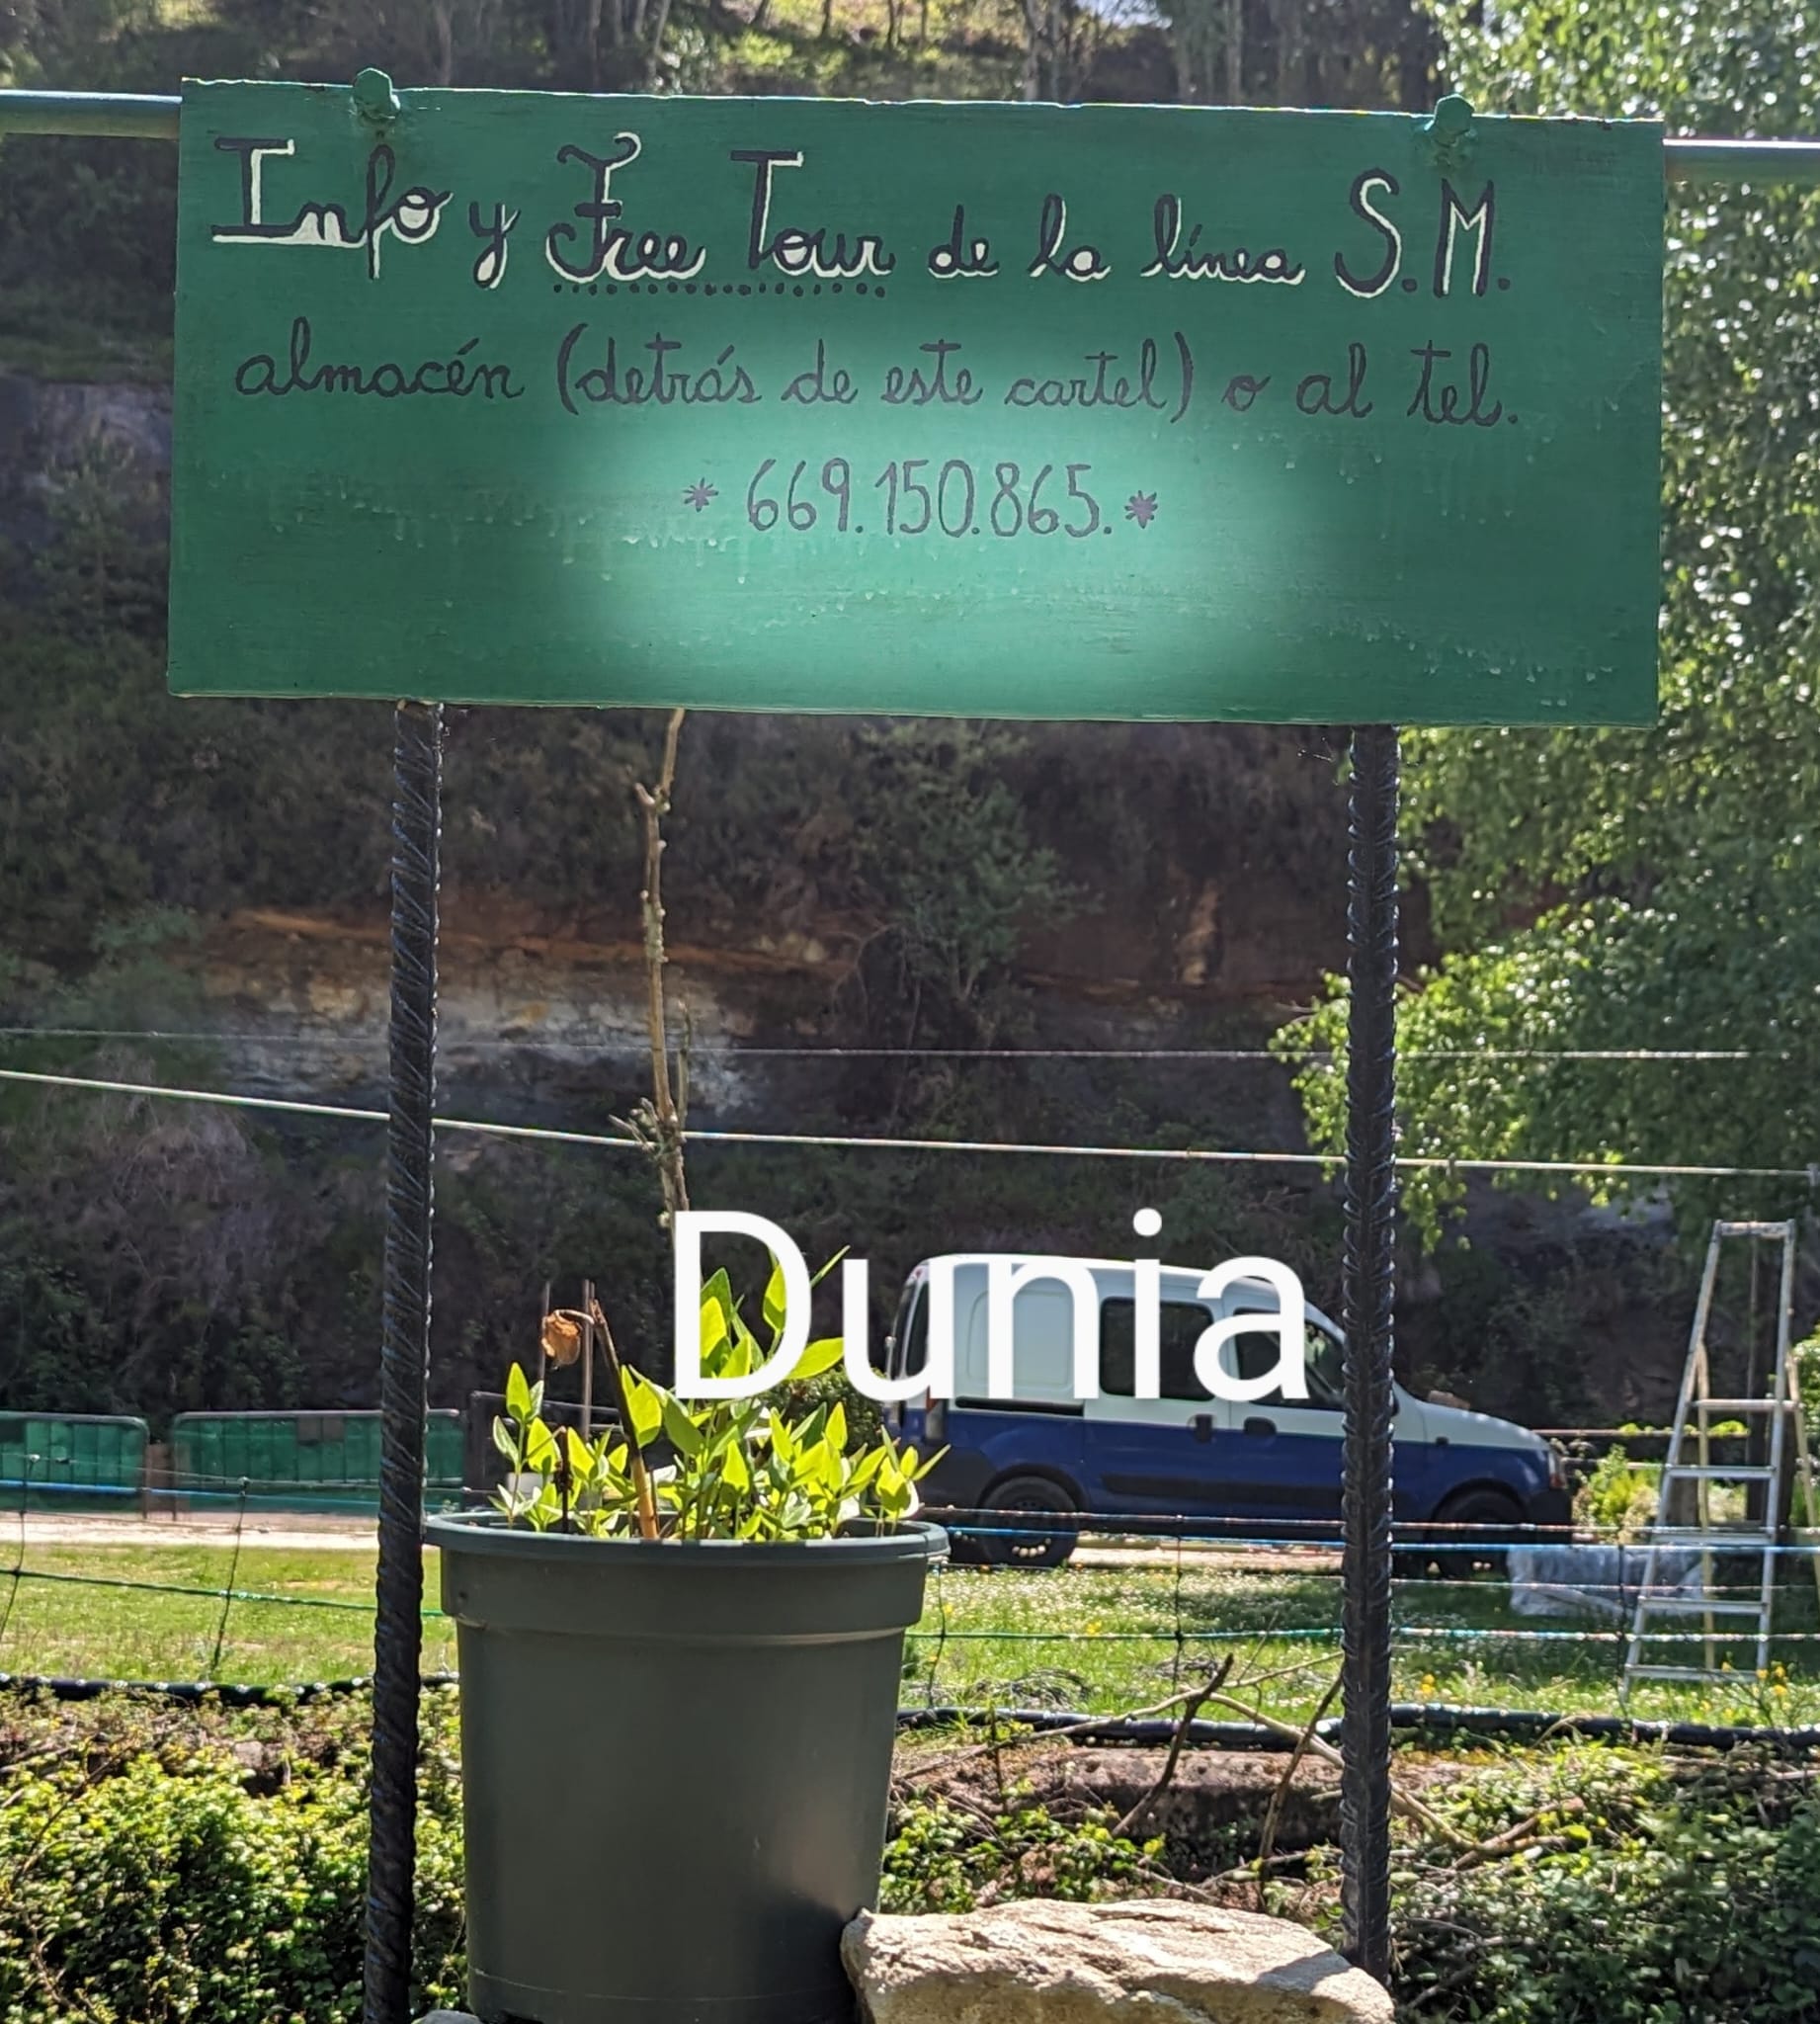 Info y Free Tour de la línea S.M.
almacén (detrás de este cartel) o al tel.
* 669.150.865. *
Dunia